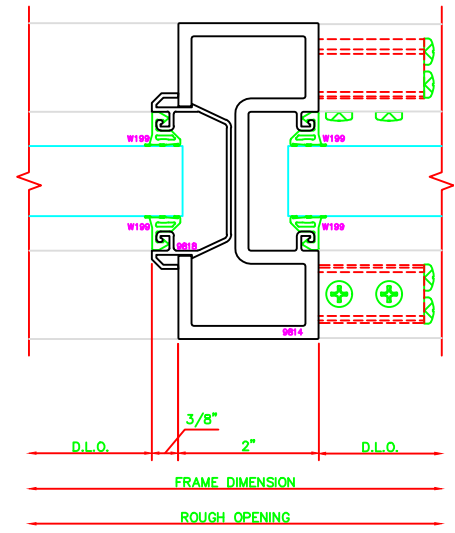 W199 W199
W199 W199
9818
9814
3/8"
D.L.O. 2" D.L.O.
FRAME DIMENSION
ROUGH OPENING